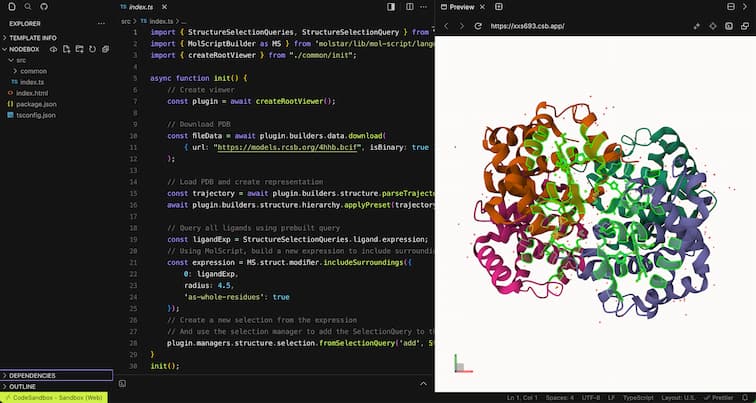 EXPLORER
TEMPLATE INFO
NODEBOX
src
common
TS index.ts
index.html
package.json
TS tsconfig.json
DEPENDENCIES
OUTLINE
TS index.ts
src > TS index.ts > ...
1 import { StructureSelectionQueries, StructureSelectionQuery } from '
2 import { MolScriptBuilder as MS } from 'molstar/lib/mol-script/lang
3 import { createRootViewer } from "./common/init";
4
5 async function init() {
6 // Create viewer
7 const plugin = await createRootViewer();
8
9 // Download PDB
10 const fileData = await plugin.builders.data.download(
11 { url: "https://models.rcsb.org/4hhb.bcif", isBinary: true
12 );
13
14 // Load PDB and create representation
15 const trajectory = await plugin.builders.structure.parseTraject
16 await plugin.builders.structure.hierarchy.applyPreset(trajector
17
18 // Query all ligands using prebuilt query
19 const ligandExp = StructureSelectionQueries.ligand.expression;
20 // Using MolScript, build a new expression to include surroundi
21 const expression = MS.struct.modifier.includeSurroundings({
22 0: ligandExp,
23 radius: 4.5,
24 'as-whole-residues': true
25 });
26 // Create a new selection from the expression
27 // And use the selection manager to add the SelectionQuery to th
28 plugin.managers.structure.selection.fromSelectionQuery('add', S
29 }
30 init();
Preview
https://xxs693.csb.app/
CodeSandbox - Sandbox (Web)
Ln 1, Col 1 Spaces: 4 UTF-8 LF TypeScript Layout: U.S. Prettier